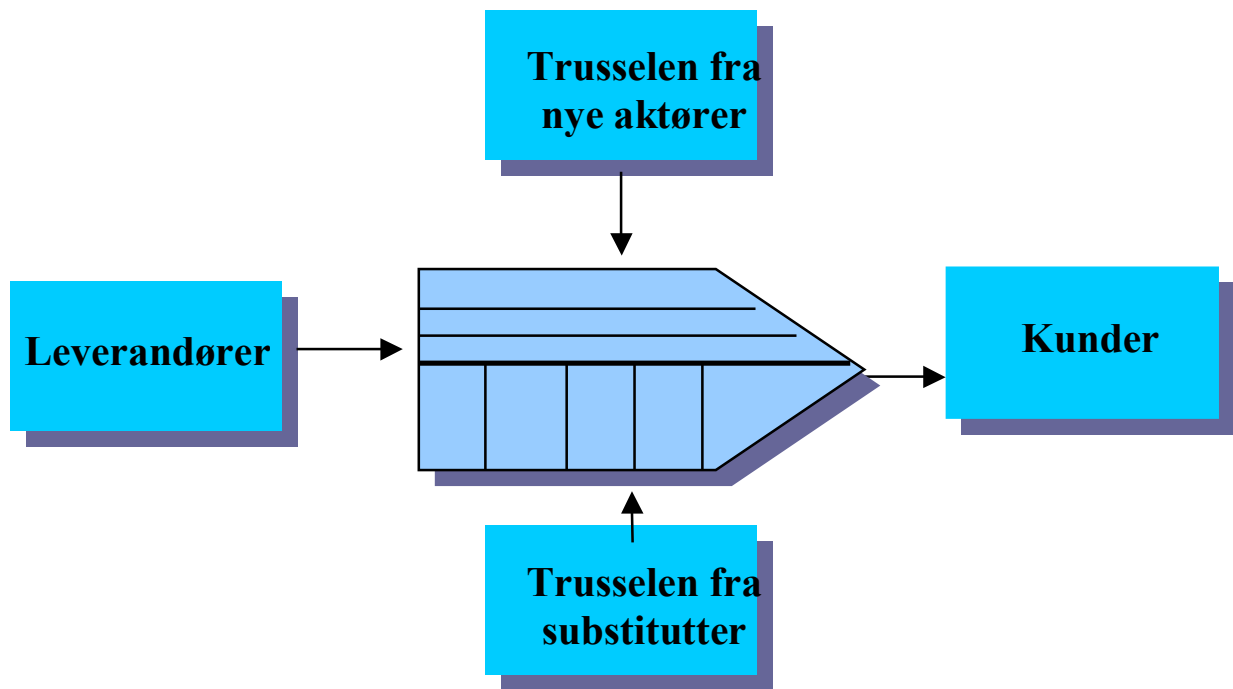 Trusselen fra
nye aktører
Leverandører
Kunder
Trusselen fra
substitutter